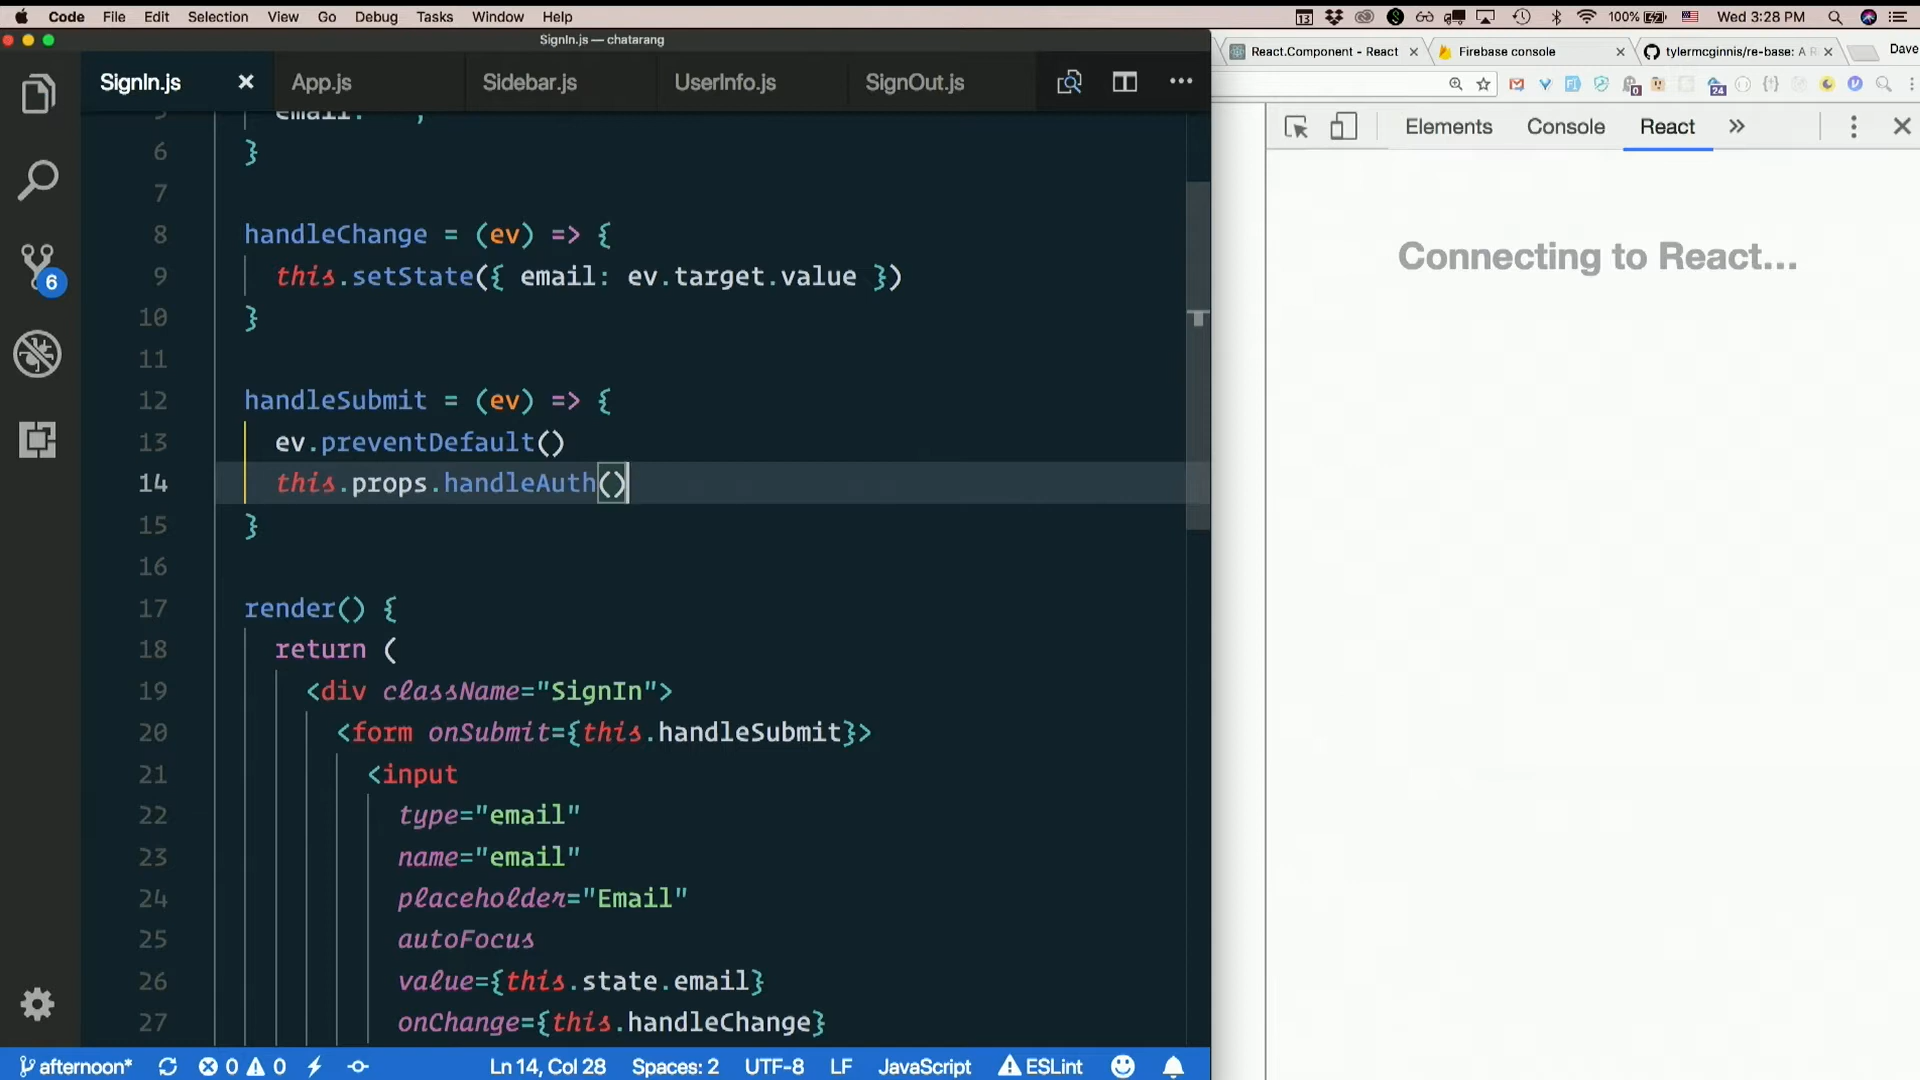 Code File Edit Selection View Go Debug Tasks Window Help
13 100% Wed 3:28 PM
SignIn.js — chatarang
React.Component - React
Firebase console
tylermcginnis/re-base: A R
Dave
SignIn.js App.js Sidebar.js UserInfo.js SignOut.js
24
Elements Console React
Connecting to React...
6
5 email: '',
6 }
7
8 handleChange = (ev) => {
9 this.setState({ email: ev.target.value })
10 }
11
12 handleSubmit = (ev) => {
13 ev.preventDefault()
14 this.props.handleAuth()
15 }
16
17 render() {
18 return (
19 <div className="SignIn">
20 <form onSubmit={this.handleSubmit}>
21 <input
22 type="email"
23 name="email"
24 placeholder="Email"
25 autoFocus
26 value={this.state.email}
27 onChange={this.handleChange}
afternoon* 0 0 Ln 14, Col 28 Spaces: 2 UTF-8 LF JavaScript ESLint